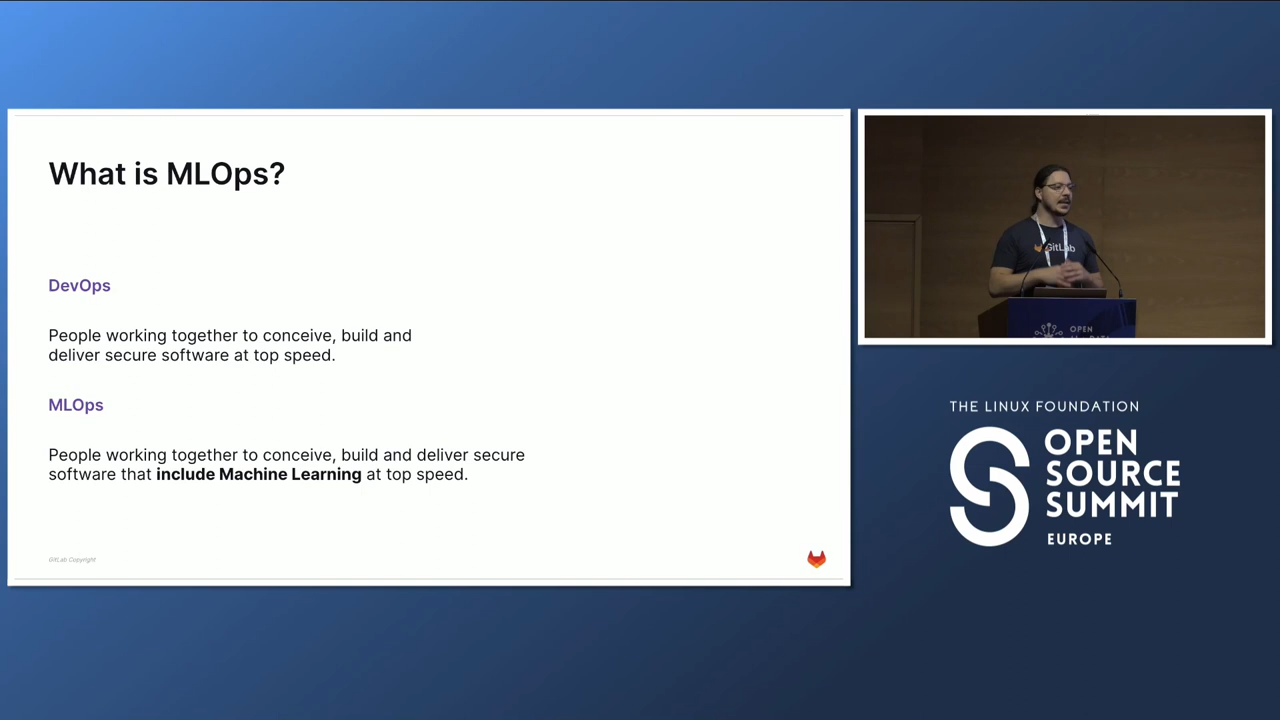 What is MLOps?
DevOps
People working together to conceive, build and
deliver secure software at top speed.
MLOps
People working together to conceive, build and deliver secure
software that include Machine Learning at top speed.
GitLab Copyright
GitLab
OPEN
THE LINUX FOUNDATION
OPEN
SOURCE
SUMMIT
EUROPE